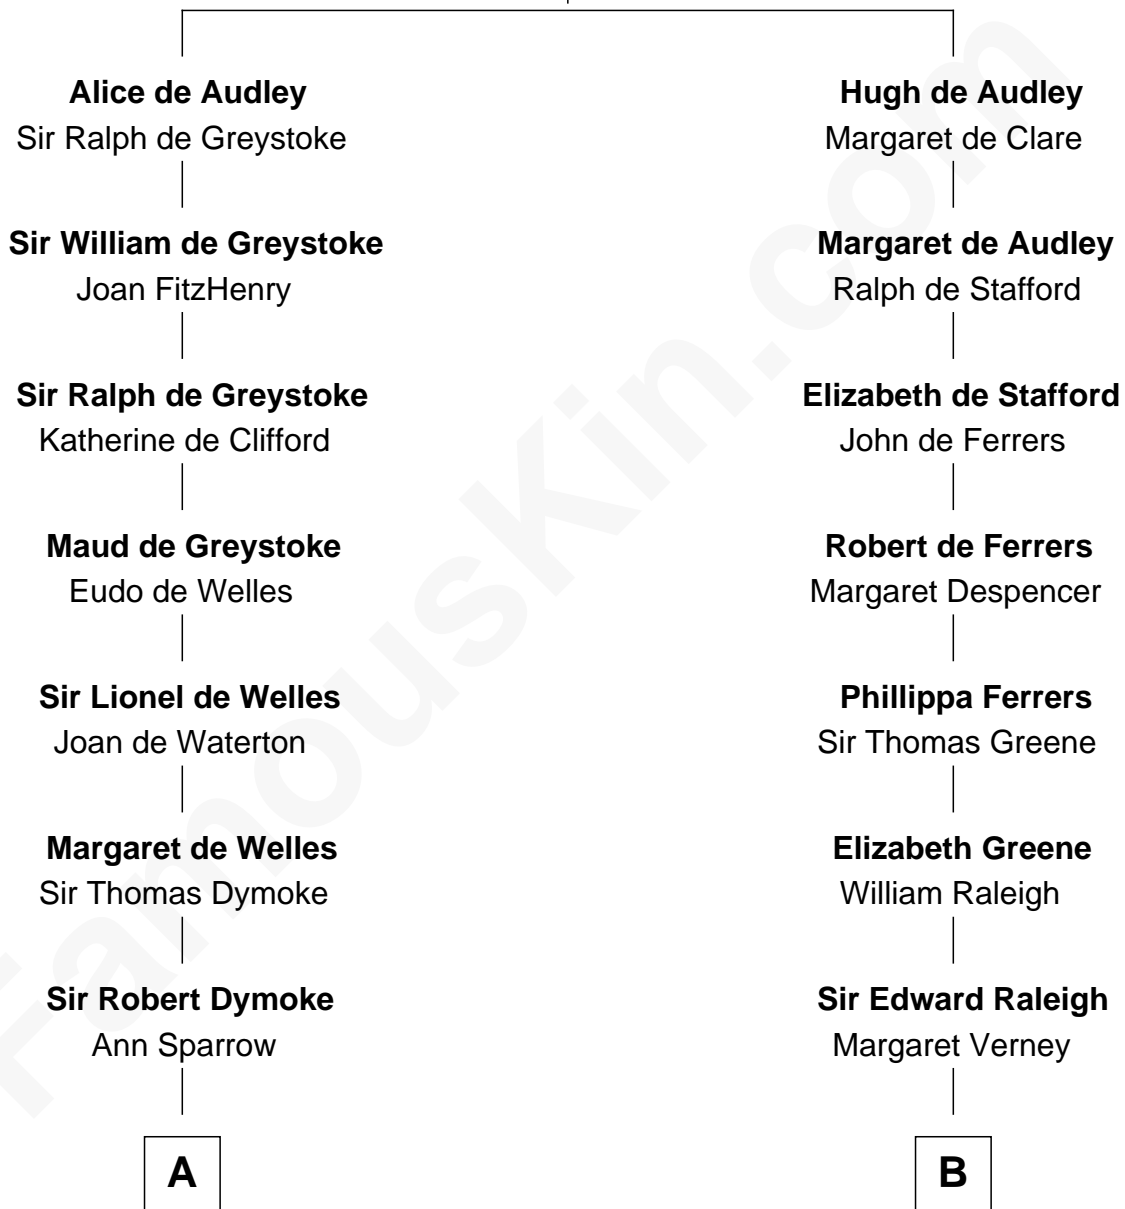 Alice de Audley
Sir Ralph de Greystoke
Hugh de Audley
Margaret de Clare
Sir William de Greystoke
Joan FitzHenry
Margaret de Audley
Ralph de Stafford
Sir Ralph de Greystoke
Katherine de Clifford
Elizabeth de Stafford
John de Ferrers
Maud de Greystoke
Eudo de Welles
Robert de Ferrers
Margaret Despencer
Sir Lionel de Welles
Joan de Waterton
Phillippa Ferrers
Sir Thomas Greene
Margaret de Welles
Sir Thomas Dymoke
Elizabeth Greene
William Raleigh
Sir Robert Dymoke
Ann Sparrow
Sir Edward Raleigh
Margaret Verney
A
B
FamousKin.com